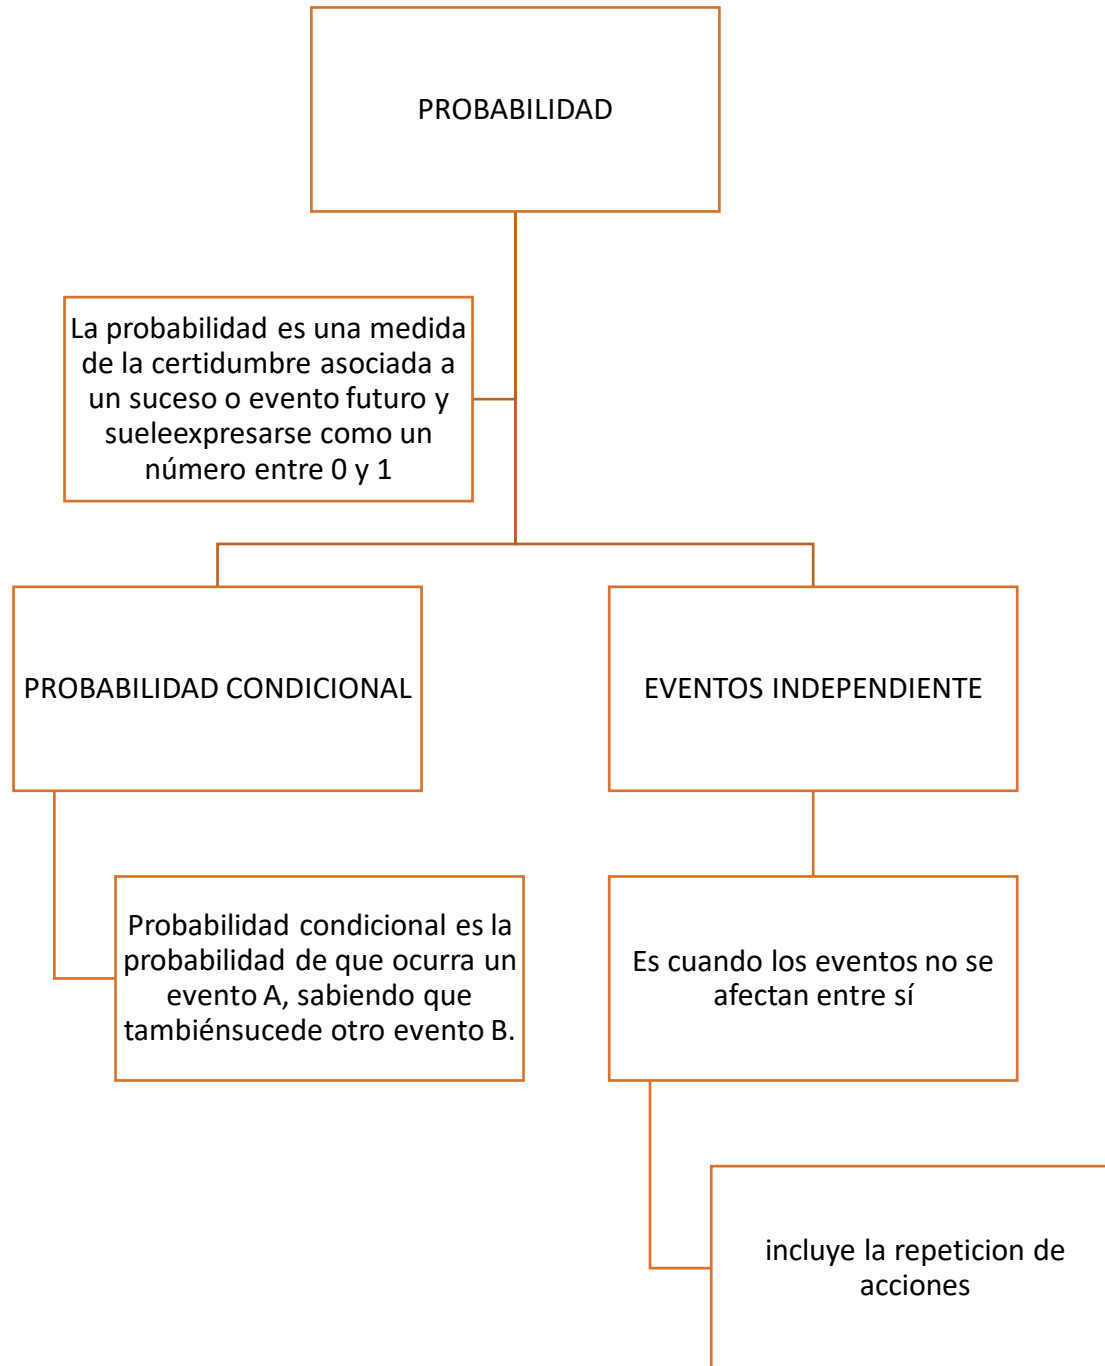 PROBABILIDAD
La probabilidad es una medida
de la certidumbre asociada a
un suceso o evento futuro y
sueleexpresarse como un
número entre 0 y 1
PROBABILIDAD CONDICIONAL
EVENTOS INDEPENDIENTE
Probabilidad condicional es la
probabilidad de que ocurra un
evento A, sabiendo que
tambiénsucede otro evento B.
Es cuando los eventos no se
afectan entre sí
incluye la repeticion de
acciones